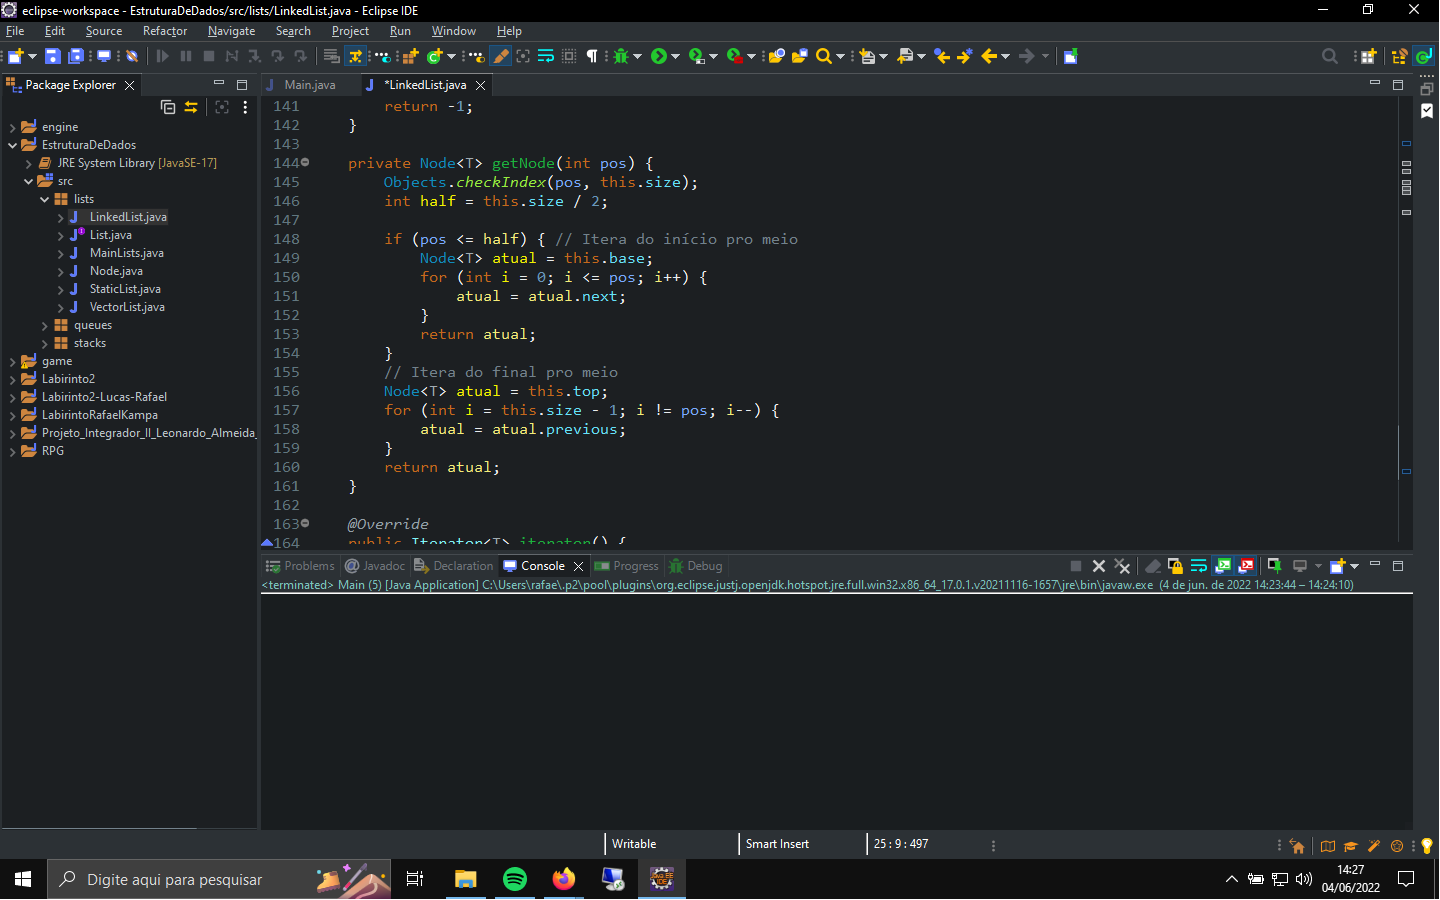 eclipse-workspace - EstruturaDeDados/src/lists/LinkedList.java - Eclipse IDE
File Edit Source Refactor Navigate Search Project Run Window Help
Package Explorer
engine
EstruturaDeDados
JRE System Library [JavaSE-17]
src
lists
LinkedList.java
List.java
MainLists.java
Node.java
StaticList.java
VectorList.java
queues
stacks
game
Labirinto2
Labirinto2-Lucas-Rafael
LabirintoRafaelKampa
Projeto_Integrador_II_Leonardo_Almeida_
RPG
Main.java *LinkedList.java
141 return -1;
142 }
143
144 private Node<T> getNode(int pos) {
145 Objects.checkIndex(pos, this.size);
146 int half = this.size / 2;
147
148 if (pos <= half) { // Itera do início pro meio
149 Node<T> atual = this.base;
150 for (int i = 0; i <= pos; i++) {
151 atual = atual.next;
152 }
153 return atual;
154 }
155 // Itera do final pro meio
156 Node<T> atual = this.top;
157 for (int i = this.size - 1; i != pos; i--) {
158 atual = atual.previous;
159 }
160 return atual;
161 }
162
163 @Override
164 public Iterator<T> iterator() {
Problems Javadoc Declaration Console Progress Debug
<terminated> Main (5) [Java Application] C:\Users\rafae\.p2\pool\plugins\org.eclipse.justj.openjdk.hotspot.jre.full.win32.x86_64_17.0.1.v20211116-1657\jre\bin\javaw.exe (4 de jun. de 2022 14:23:44 – 14:24:10)
Writable Smart Insert 25 : 9 : 497
Digite aqui para pesquisar
14:27
04/06/2022